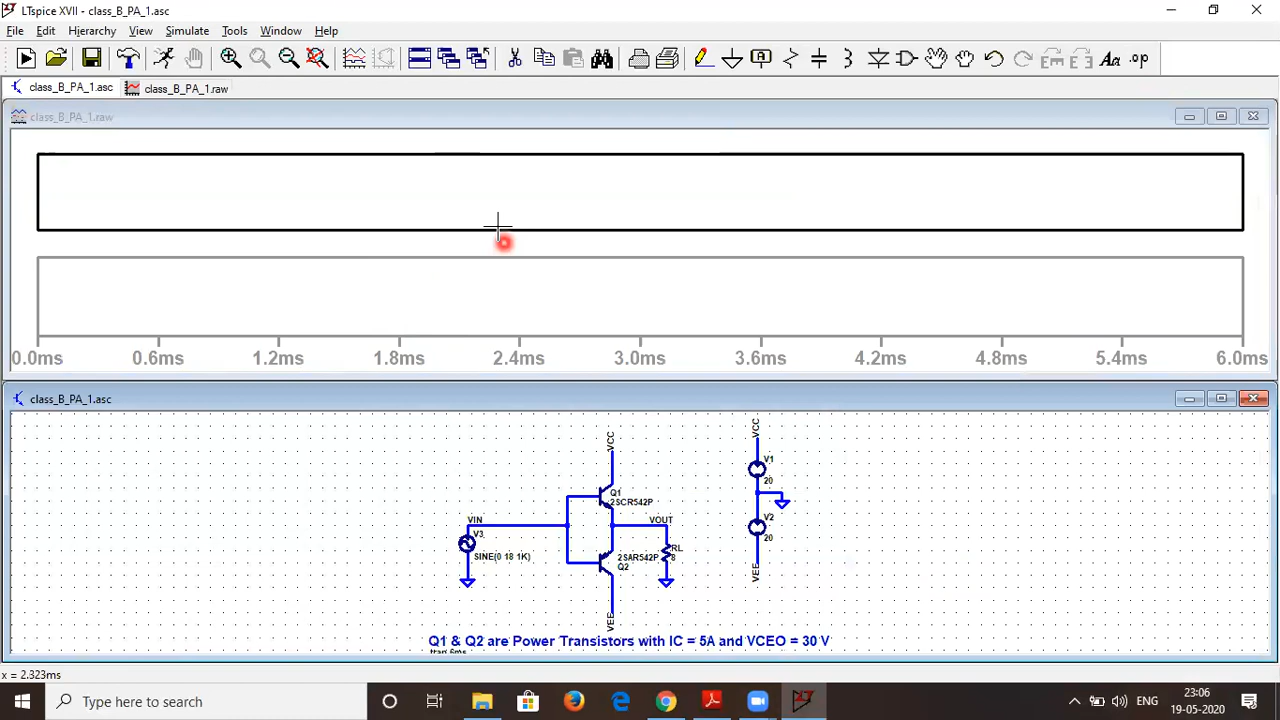 LTspice XVII - class_B_PA_1.asc
File Edit Hierarchy View Simulate Tools Window Help
Aa .op
class_B_PA_1.asc class_B_PA_1.raw
class_B_PA_1.raw
0.0ms 0.6ms 1.2ms 1.8ms 2.4ms 3.0ms 3.6ms 4.2ms 4.8ms 5.4ms 6.0ms
class_B_PA_1.asc
VCC
VCC
V1
20
Q1
2SCR542P
VIN
VOUT
V2
20
V3
SINE(0 18 1K)
2SAR542P
Q2
RL
8
VEE
VEE
Q1 & Q2 are Power Transistors with IC = 5A and VCEO = 30 V
.tran 6ms
x = 2.323ms
Type here to search
ENG
23:06
19-05-2020